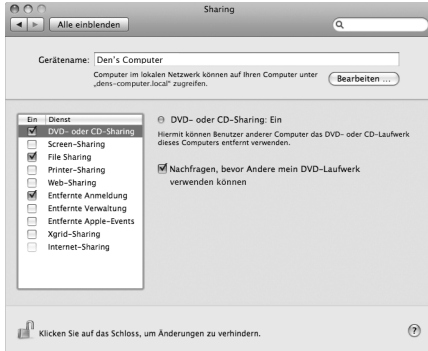 Sharing
Alle einblenden
Gerätename: Den's Computer
Computer im lokalen Netzwerk können auf Ihren Computer unter
„dens-computer.local" zugreifen.
Bearbeiten ...
Ein Dienst
DVD- oder CD-Sharing
Screen-Sharing
File Sharing
Printer-Sharing
Web-Sharing
Entfernte Anmeldung
Entfernte Verwaltung
Entfernte Apple-Events
Xgrid-Sharing
Internet-Sharing
DVD- oder CD-Sharing: Ein
Hiermit können Benutzer anderer Computer das DVD- oder CD-Laufwerk
dieses Computers entfernt verwenden.
Nachfragen, bevor Andere mein DVD-Laufwerk
verwenden können
Klicken Sie auf das Schloss, um Änderungen zu verhindern.
?